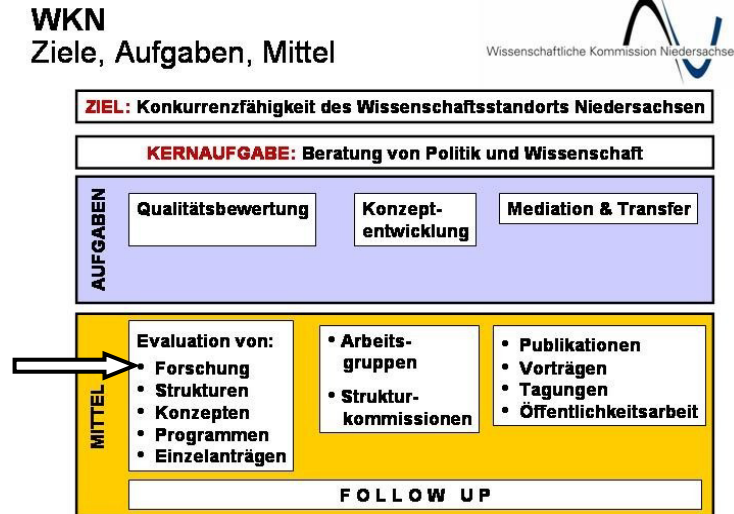 WKN
Ziele, Aufgaben, Mittel
Wissenschaftliche Kommission Niedersachse
ZIEL: Konkurrenzfähigkeit des Wissenschaftsstandorts Niedersachsen
KERNAUFGABE: Beratung von Politik und Wissenschaft
AUFGABEN
Qualitätsbewertung
Konzept-
entwicklung
Mediation & Transfer
MITTEL
Evaluation von:
• Forschung
• Strukturen
• Konzepten
• Programmen
• Einzelanträgen
• Arbeits-
gruppen
• Struktur-
kommissionen
• Publikationen
• Vorträgen
• Tagungen
• Öffentlichkeitsarbeit
FOLLOW UP